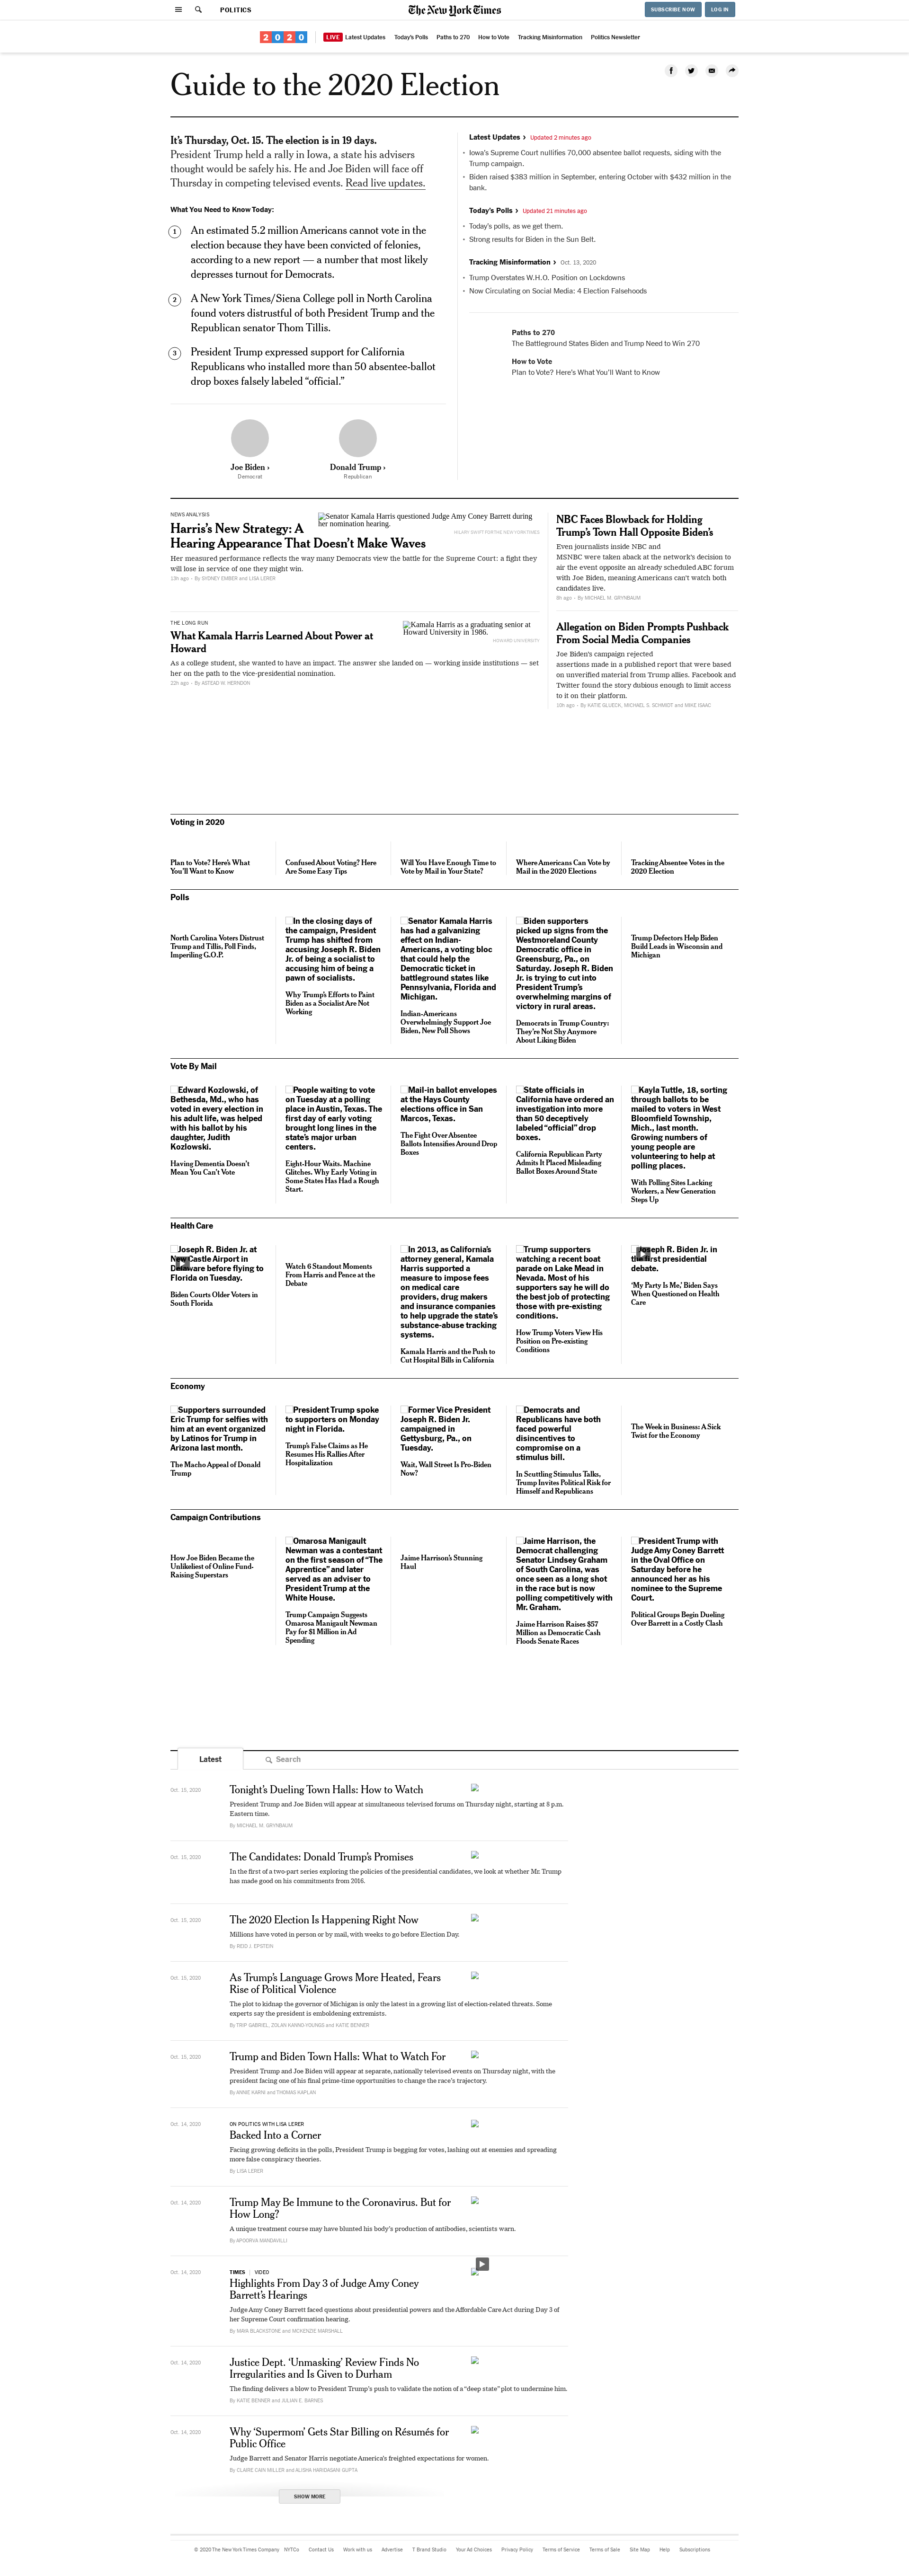 POLITICS
The New York Times
SUBSCRIBE NOW
LOG IN
2020
LIVE Latest Updates
Today's Polls
Paths to 270
How to Vote
Tracking Misinformation
Politics Newsletter
Guide to the 2020 Election
It's Thursday, Oct. 15. The election is in 19 days.
President Trump held a rally in Iowa, a state his advisers
thought would be safely his. He and Joe Biden will face off
Thursday in competing televised events. Read live updates.
What You Need to Know Today:
1
An estimated 5.2 million Americans cannot vote in the
election because they have been convicted of felonies,
according to a new report — a number that most likely
depresses turnout for Democrats.
2
A New York Times/Siena College poll in North Carolina
found voters distrustful of both President Trump and the
Republican senator Thom Tillis.
3
President Trump expressed support for California
Republicans who installed more than 50 absentee-ballot
drop boxes falsely labeled “official.”
Joe Biden ›
Democrat
Donald Trump ›
Republican
Latest Updates › Updated 2 minutes ago
• Iowa's Supreme Court nullifies 70,000 absentee ballot requests, siding with the
Trump campaign.
• Biden raised $383 million in September, entering October with $432 million in the
bank.
Today's Polls › Updated 21 minutes ago
• Today's polls, as we get them.
• Strong results for Biden in the Sun Belt.
Tracking Misinformation › Oct. 13, 2020
• Trump Overstates W.H.O. Position on Lockdowns
• Now Circulating on Social Media: 4 Election Falsehoods
Paths to 270
The Battleground States Biden and Trump Need to Win 270
How to Vote
Plan to Vote? Here's What You'll Want to Know
NEWS ANALYSIS
Harris's New Strategy: A
Hearing Appearance That Doesn't Make Waves
Senator Kamala Harris questioned Judge Amy Coney Barrett during
her nomination hearing.
HILARY SWIFT FOR THE NEW YORK TIMES
Her measured performance reflects the way many Democrats view the battle for the Supreme Court: a fight they
will lose in service of one they might win.
13h ago - By SYDNEY EMBER and LISA LERER
THE LONG RUN
What Kamala Harris Learned About Power at
Howard
Kamala Harris as a graduating senior at
Howard University in 1986.
HOWARD UNIVERSITY
As a college student, she wanted to have an impact. The answer she landed on — working inside institutions — set
her on the path to the vice-presidential nomination.
22h ago - By ASTEAD W. HERNDON
NBC Faces Blowback for Holding
Trump's Town Hall Opposite Biden's
Even journalists inside NBC and
MSNBC were taken aback at the network's decision to
air the event opposite an already scheduled ABC forum
with Joe Biden, meaning Americans can't watch both
candidates live.
8h ago - By MICHAEL M. GRYNBAUM
Allegation on Biden Prompts Pushback
From Social Media Companies
Joe Biden's campaign rejected
assertions made in a published report that were based
on unverified material from Trump allies. Facebook and
Twitter found the story dubious enough to limit access
to it on their platform.
10h ago - By KATIE GLUECK, MICHAEL S. SCHMIDT and MIKE ISAAC
Voting in 2020
Plan to Vote? Here's What
You'll Want to Know
Confused About Voting? Here
Are Some Easy Tips
Will You Have Enough Time to
Vote by Mail in Your State?
Where Americans Can Vote by
Mail in the 2020 Elections
Tracking Absentee Votes in the
2020 Election
Polls
North Carolina Voters Distrust
Trump and Tillis, Poll Finds,
Imperiling G.O.P.
In the closing days of
the campaign, President
Trump has shifted from
accusing Joseph R. Biden
Jr. of being a socialist to
accusing him of being a
pawn of socialists.
Why Trump's Efforts to Paint
Biden as a Socialist Are Not
Working
Senator Kamala Harris
has had a galvanizing
effect on Indian-
Americans, a voting bloc
that could help the
Democratic ticket in
battleground states like
Pennsylvania, Florida and
Michigan.
Indian-Americans
Overwhelmingly Support Joe
Biden, New Poll Shows
Biden supporters
picked up signs from the
Westmoreland County
Democratic office in
Greensburg, Pa., on
Saturday. Joseph R. Biden
Jr. is trying to cut into
President Trump's
overwhelming margins of
victory in rural areas.
Democrats in Trump Country:
They're Not Shy Anymore
About Liking Biden
Trump Defectors Help Biden
Build Leads in Wisconsin and
Michigan
Vote By Mail
Edward Kozlowski, of
Bethesda, Md., who has
voted in every election in
his adult life, was helped
with his ballot by his
daughter, Judith
Kozlowski.
Having Dementia Doesn't
Mean You Can't Vote
People waiting to vote
on Tuesday at a polling
place in Austin, Texas. The
first day of early voting
brought long lines in the
state's major urban
centers.
Eight-Hour Waits. Machine
Glitches. Why Early Voting in
Some States Has Had a Rough
Start.
Mail-in ballot envelopes
at the Hays County
elections office in San
Marcos, Texas.
The Fight Over Absentee
Ballots Intensifies Around Drop
Boxes
State officials in
California have ordered an
investigation into more
than 50 deceptively
labeled “official” drop
boxes.
California Republican Party
Admits It Placed Misleading
Ballot Boxes Around State
Kayla Tuttle, 18, sorting
through ballots to be
mailed to voters in West
Bloomfield Township,
Mich., last month.
Growing numbers of
young people are
volunteering to help at
polling places.
With Polling Sites Lacking
Workers, a New Generation
Steps Up
Health Care
Joseph R. Biden Jr. at
New Castle Airport in
Delaware before flying to
Florida on Tuesday.
Biden Courts Older Voters in
South Florida
Watch 6 Standout Moments
From Harris and Pence at the
Debate
In 2013, as California's
attorney general, Kamala
Harris supported a
measure to impose fees
on medical care
providers, drug makers
and insurance companies
to help upgrade the state's
substance-abuse tracking
systems.
Kamala Harris and the Push to
Cut Hospital Bills in California
Trump supporters
watching a recent boat
parade on Lake Mead in
Nevada. Most of his
supporters say he will do
the best job of protecting
those with pre-existing
conditions.
How Trump Voters View His
Position on Pre-existing
Conditions
Joseph R. Biden Jr. in
the first presidential
debate.
‘My Party Is Me,’ Biden Says
When Questioned on Health
Care
Economy
Supporters surrounded
Eric Trump for selfies with
him at an event organized
by Latinos for Trump in
Arizona last month.
The Macho Appeal of Donald
Trump
President Trump spoke
to supporters on Monday
night in Florida.
Trump's False Claims as He
Resumes His Rallies After
Hospitalization
Former Vice President
Joseph R. Biden Jr.
campaigned in
Gettysburg, Pa., on
Tuesday.
Wait, Wall Street Is Pro-Biden
Now?
Democrats and
Republicans have both
faced powerful
disincentives to
compromise on a
stimulus bill.
In Scuttling Stimulus Talks,
Trump Invites Political Risk for
Himself and Republicans
The Week in Business: A Sick
Twist for the Economy
Campaign Contributions
How Joe Biden Became the
Unlikeliest of Online Fund-
Raising Superstars
Omarosa Manigault
Newman was a contestant
on the first season of “The
Apprentice” and later
served as an adviser to
President Trump at the
White House.
Trump Campaign Suggests
Omarosa Manigault Newman
Pay for $1 Million in Ad
Spending
Jaime Harrison's Stunning
Haul
Jaime Harrison, the
Democrat challenging
Senator Lindsey Graham
of South Carolina, was
once seen as a long shot
in the race but is now
polling competitively with
Mr. Graham.
Jaime Harrison Raises $57
Million as Democratic Cash
Floods Senate Races
President Trump with
Judge Amy Coney Barrett
in the Oval Office on
Saturday before he
announced her as his
nominee to the Supreme
Court.
Political Groups Begin Dueling
Over Barrett in a Costly Clash
Latest
Search
Oct. 15, 2020
Tonight's Dueling Town Halls: How to Watch
President Trump and Joe Biden will appear at simultaneous televised forums on Thursday night, starting at 8 p.m.
Eastern time.
By MICHAEL M. GRYNBAUM
Oct. 15, 2020
The Candidates: Donald Trump's Promises
In the first of a two-part series exploring the policies of the presidential candidates, we look at whether Mr. Trump
has made good on his commitments from 2016.
Oct. 15, 2020
The 2020 Election Is Happening Right Now
Millions have voted in person or by mail, with weeks to go before Election Day.
By REID J. EPSTEIN
Oct. 15, 2020
As Trump's Language Grows More Heated, Fears
Rise of Political Violence
The plot to kidnap the governor of Michigan is only the latest in a growing list of election-related threats. Some
experts say the president is emboldening extremists.
By TRIP GABRIEL, ZOLAN KANNO-YOUNGS and KATIE BENNER
Oct. 15, 2020
Trump and Biden Town Halls: What to Watch For
President Trump and Joe Biden will appear at separate, nationally televised events on Thursday night, with the
president facing one of his final prime-time opportunities to change the race's trajectory.
By ANNIE KARNI and THOMAS KAPLAN
Oct. 14, 2020
ON POLITICS WITH LISA LERER
Backed Into a Corner
Facing growing deficits in the polls, President Trump is begging for votes, lashing out at enemies and spreading
more false conspiracy theories.
By LISA LERER
Oct. 14, 2020
Trump May Be Immune to the Coronavirus. But for
How Long?
A unique treatment course may have blunted his body's production of antibodies, scientists warn.
By APOORVA MANDAVILLI
Oct. 14, 2020
TIMES | VIDEO
Highlights From Day 3 of Judge Amy Coney
Barrett's Hearings
Judge Amy Coney Barrett faced questions about presidential powers and the Affordable Care Act during Day 3 of
her Supreme Court confirmation hearing.
By MAYA BLACKSTONE and MCKENZIE MARSHALL
Oct. 14, 2020
Justice Dept. ‘Unmasking’ Review Finds No
Irregularities and Is Given to Durham
The finding delivers a blow to President Trump's push to validate the notion of a “deep state” plot to undermine him.
By KATIE BENNER and JULIAN E. BARNES
Oct. 14, 2020
Why ‘Supermom’ Gets Star Billing on Résumés for
Public Office
Judge Barrett and Senator Harris negotiate America's freighted expectations for women.
By CLAIRE CAIN MILLER and ALISHA HARIDASANI GUPTA
SHOW MORE
© 2020 The New York Times Company
NYTCo
Contact Us
Work with us
Advertise
T Brand Studio
Your Ad Choices
Privacy Policy
Terms of Service
Terms of Sale
Site Map
Help
Subscriptions